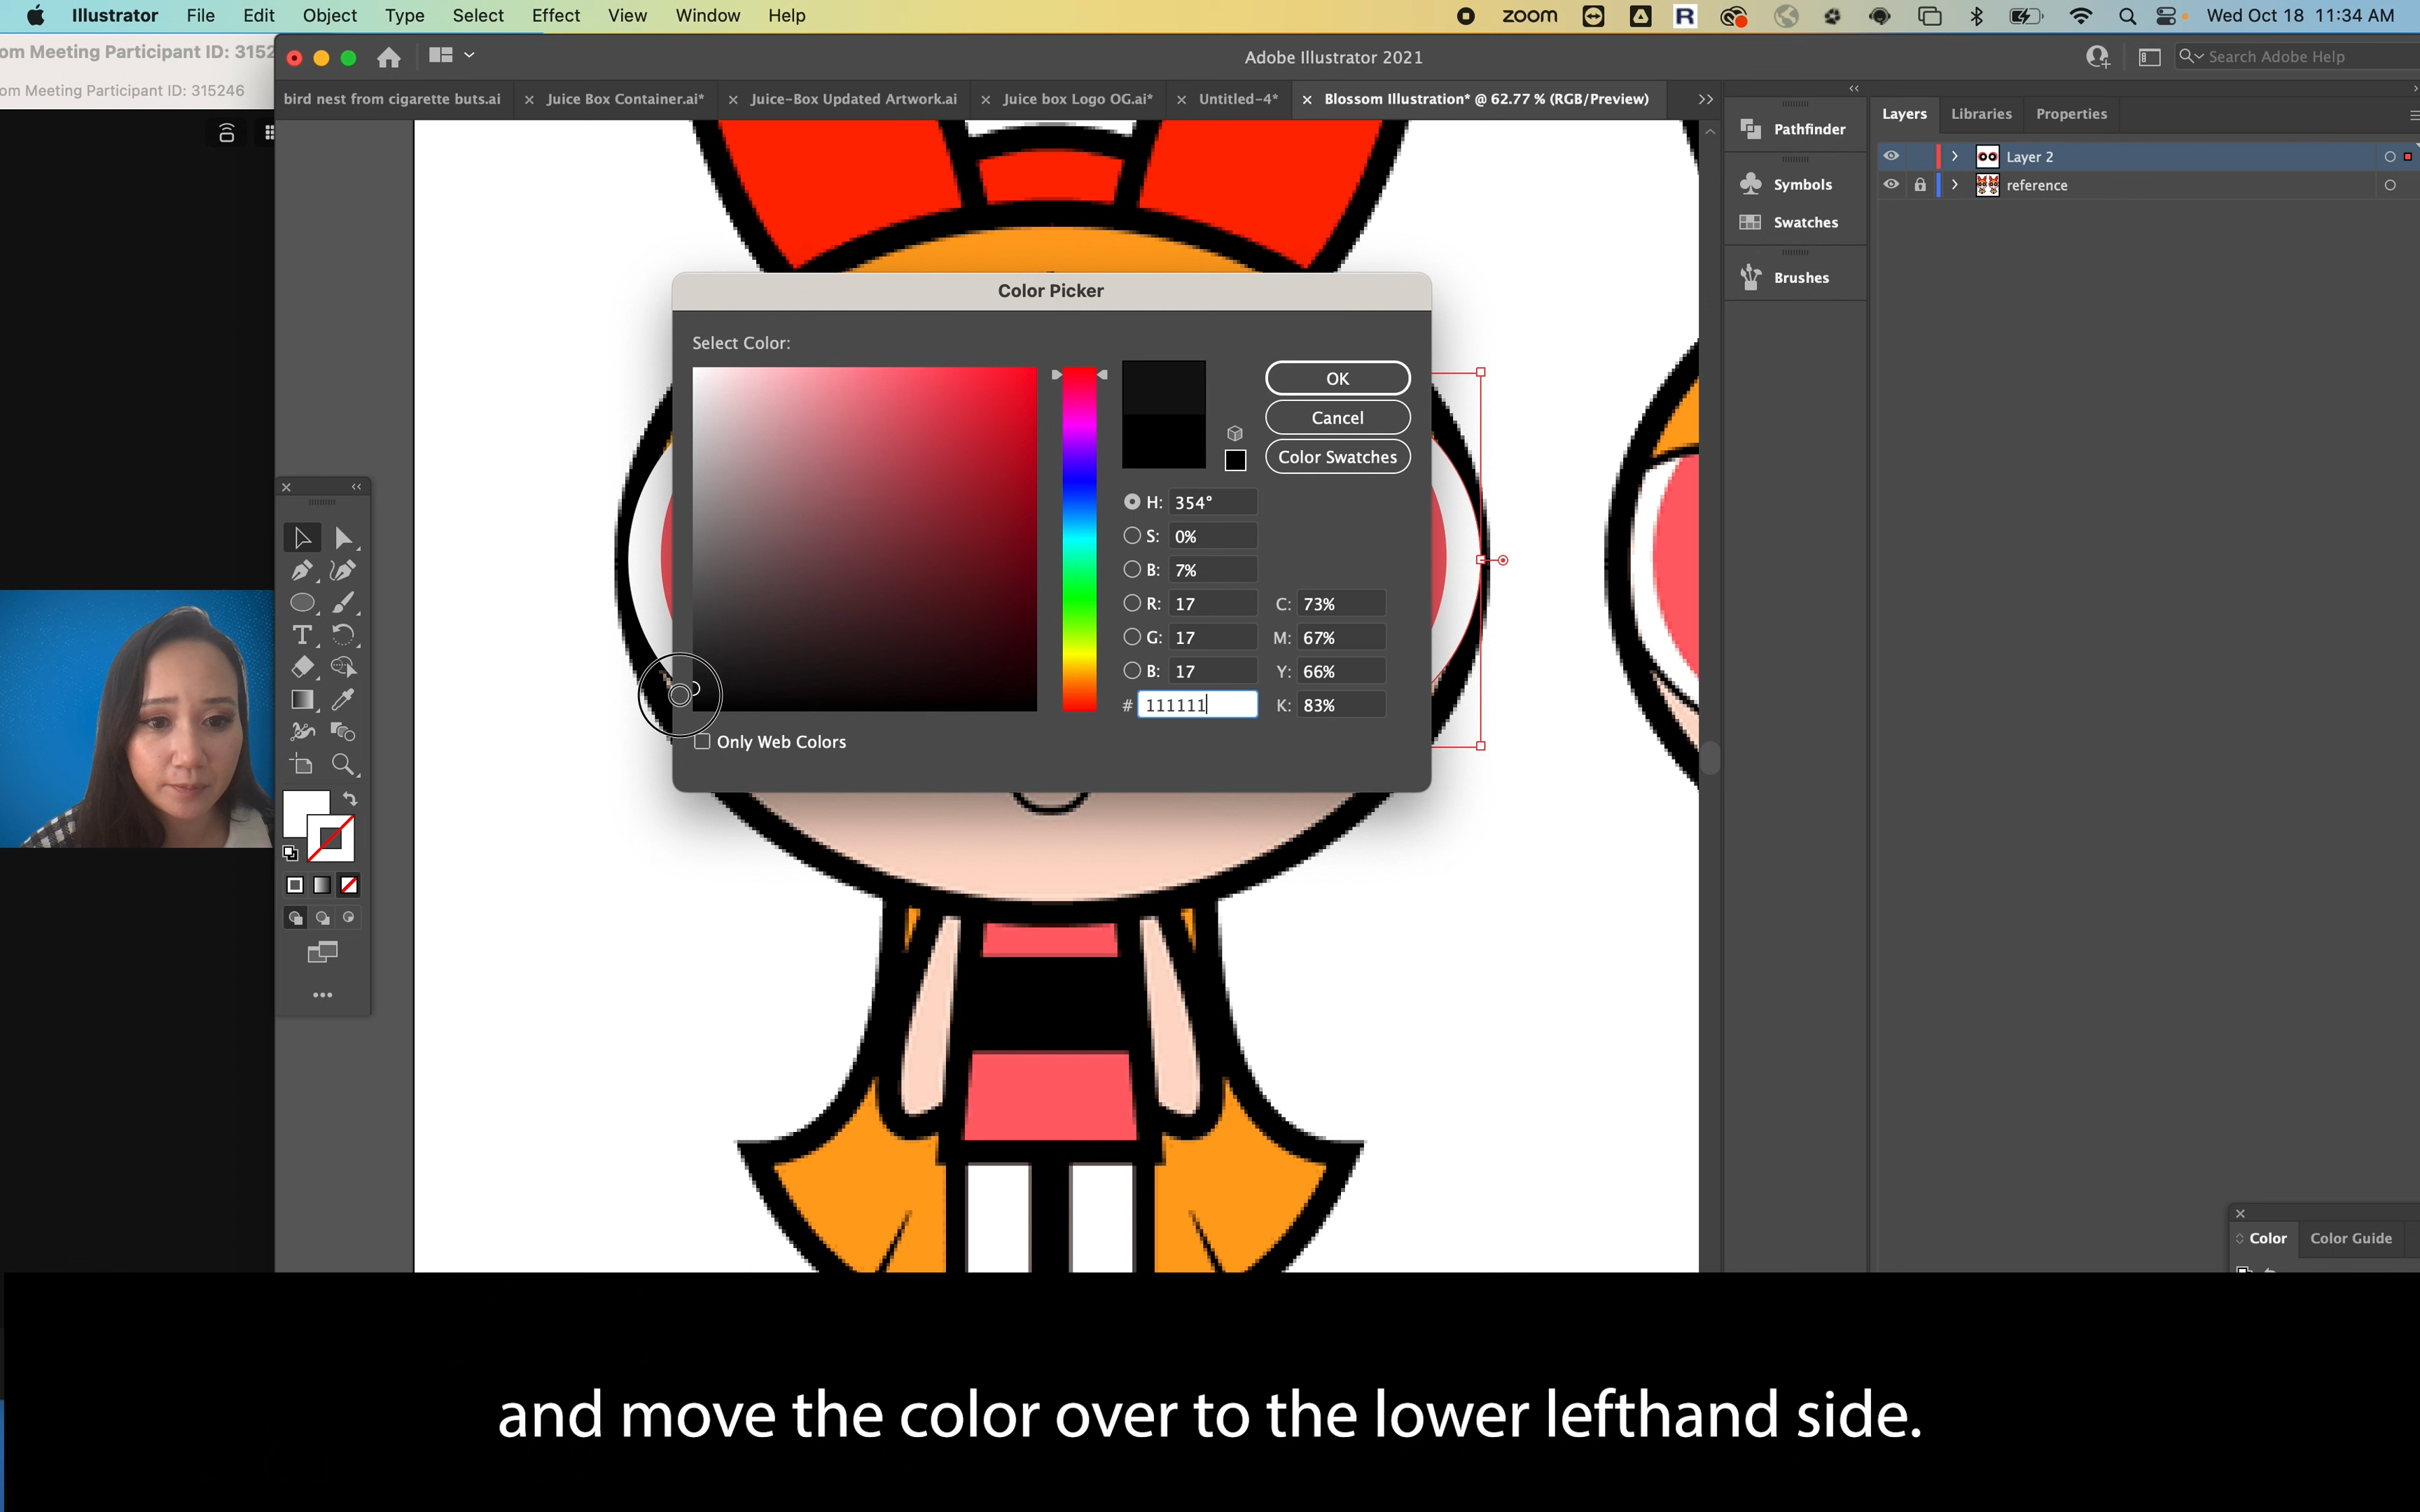 Illustrator File Edit Object Type Select Effect View Window Help
zoom
R
Wed Oct 18 11:34 AM
om Meeting Participant ID: 3152
om Meeting Participant ID: 315246
Adobe Illustrator 2021
Search Adobe Help
bird nest from cigarette buts.ai
Juice Box Container.ai*
Juice-Box Updated Artwork.ai
Juice box Logo OG.ai*
Untitled-4*
Blossom Illustration* @ 62.77 % (RGB/Preview)
Pathfinder
Symbols
Swatches
Brushes
Layers Libraries Properties
Layer 2
reference
Color Picker
Select Color:
OK
Cancel
Color Swatches
H: 354°
S: 0%
B: 7%
R: 17 C: 73%
G: 17 M: 67%
B: 17 Y: 66%
# 111111 K: 83%
Only Web Colors
T
Color Color Guide
and move the color over to the lower lefthand side.